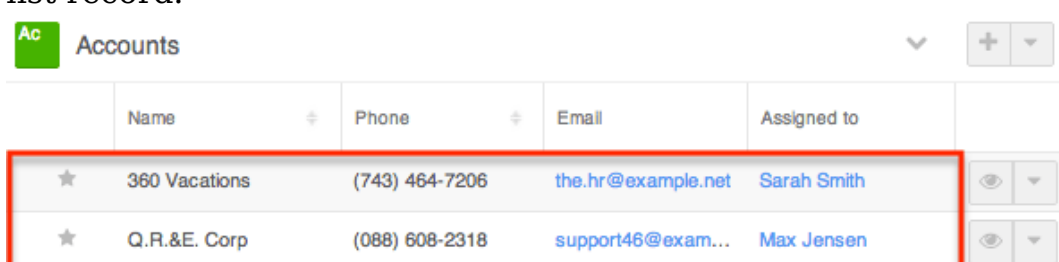 list record.
Ac Accounts
Name Phone Email Assigned to
360 Vacations (743) 464-7206 the.hr@example.net Sarah Smith
Q.R.&E. Corp (088) 608-2318 support46@exam... Max Jensen